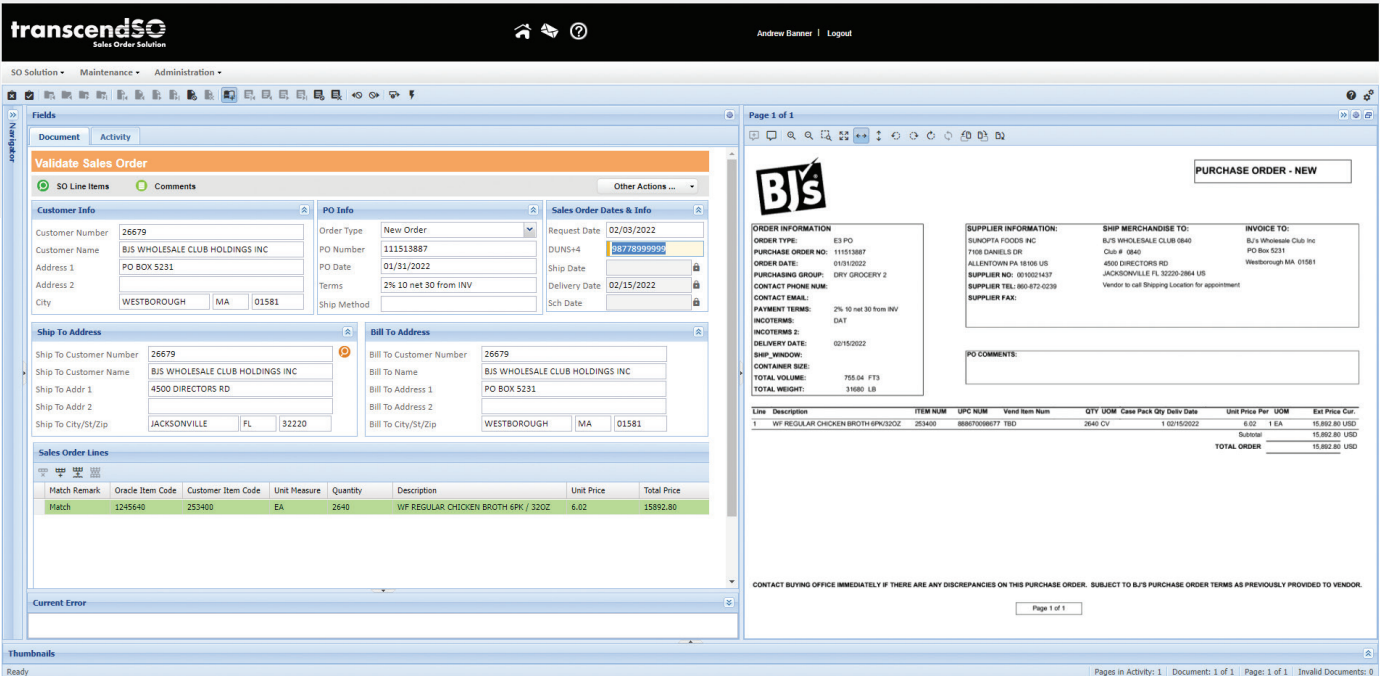 transcendSO
Sales Order Solution
Andrew Banner | Logout
SO Solution Maintenance Administration
Navigator
Fields
Document Activity
Validate Sales Order
SO Line Items Comments Other Actions ...
Customer Info
Customer Number 26679
Customer Name BJS WHOLESALE CLUB HOLDINGS INC
Address 1 PO BOX 5231
Address 2
City WESTBOROUGH MA 01581
PO Info
Order Type New Order
PO Number 111513887
PO Date 01/31/2022
Terms 2% 10 net 30 from INV
Ship Method
Sales Order Dates & Info
Request Date 02/03/2022
DUNS+4 98778999999
Ship Date
Delivery Date 02/15/2022
Sch Date
Ship To Address
Ship To Customer Number 26679
Ship To Customer Name BJS WHOLESALE CLUB HOLDINGS INC
Ship To Addr 1 4500 DIRECTORS RD
Ship To Addr 2
Ship To City/St/Zip JACKSONVILLE FL 32220
Bill To Address
Bill To Customer Number 26679
Bill To Name BJS WHOLESALE CLUB HOLDINGS INC
Bill To Address 1 PO BOX 5231
Bill To Address 2
Bill To City/St/Zip WESTBOROUGH MA 01581
Sales Order Lines
Match Remark Oracle Item Code Customer Item Code Unit Measure Quantity Description Unit Price Total Price
Match 1245640 253400 EA 2640 WF REGULAR CHICKEN BROTH 6PK / 32OZ 6.02 15892.80
Current Error
Page 1 of 1
BJ's
PURCHASE ORDER - NEW
ORDER INFORMATION
ORDER TYPE: E3 PO
PURCHASE ORDER NO: 111513887
ORDER DATE: 01/31/2022
PURCHASING GROUP: DRY GROCERY 2
CONTACT PHONE NUM:
CONTACT EMAIL:
PAYMENT TERMS: 2% 10 net 30 from INV
INCOTERMS: DAT
INCOTERMS 2:
DELIVERY DATE: 02/15/2022
SHIP_WINDOW:
CONTAINER SIZE:
TOTAL VOLUME: 755.04 FT3
TOTAL WEIGHT: 31680 LB
SUPPLIER INFORMATION:
SUNOPTA FOODS INC
7108 DANIELS DR
ALLENTOWN PA 18106 US
SUPPLIER NO: 0010021437
SUPPLIER TEL: 860-672-0239
SUPPLIER FAX:
SHIP MERCHANDISE TO:
BJ'S WHOLESALE CLUB 0840
Club # 0840
4500 DIRECTORS RD
JACKSONVILLE FL 32220-2864 US
Vendor to call Shipping Location for appointment
INVOICE TO:
BJ's Wholesale Club Inc
PO Box 5231
Westborough MA 01581
PO COMMENTS:
Line Description ITEM NUM UPC NUM Vend Item Num QTY UOM Case Pack Qty Deliv Date Unit Price Per UOM Ext Price Cur.
1 WF REGULAR CHICKEN BROTH 6PK/32OZ 253400 888670098677 TBD 2640 CV 1 02/15/2022 6.02 1 EA 15,892.80 USD
Subtotal 15,892.80 USD
TOTAL ORDER 15,892.80 USD
CONTACT BUYING OFFICE IMMEDIATELY IF THERE ARE ANY DISCREPANCIES ON THIS PURCHASE ORDER. SUBJECT TO BJ'S PURCHASE ORDER TERMS AS PREVIOUSLY PROVIDED TO VENDOR.
Page 1 of 1
Thumbnails
Ready
Pages in Activity: 1 Document: 1 of 1 Page: 1 of 1 Invalid Documents: 0